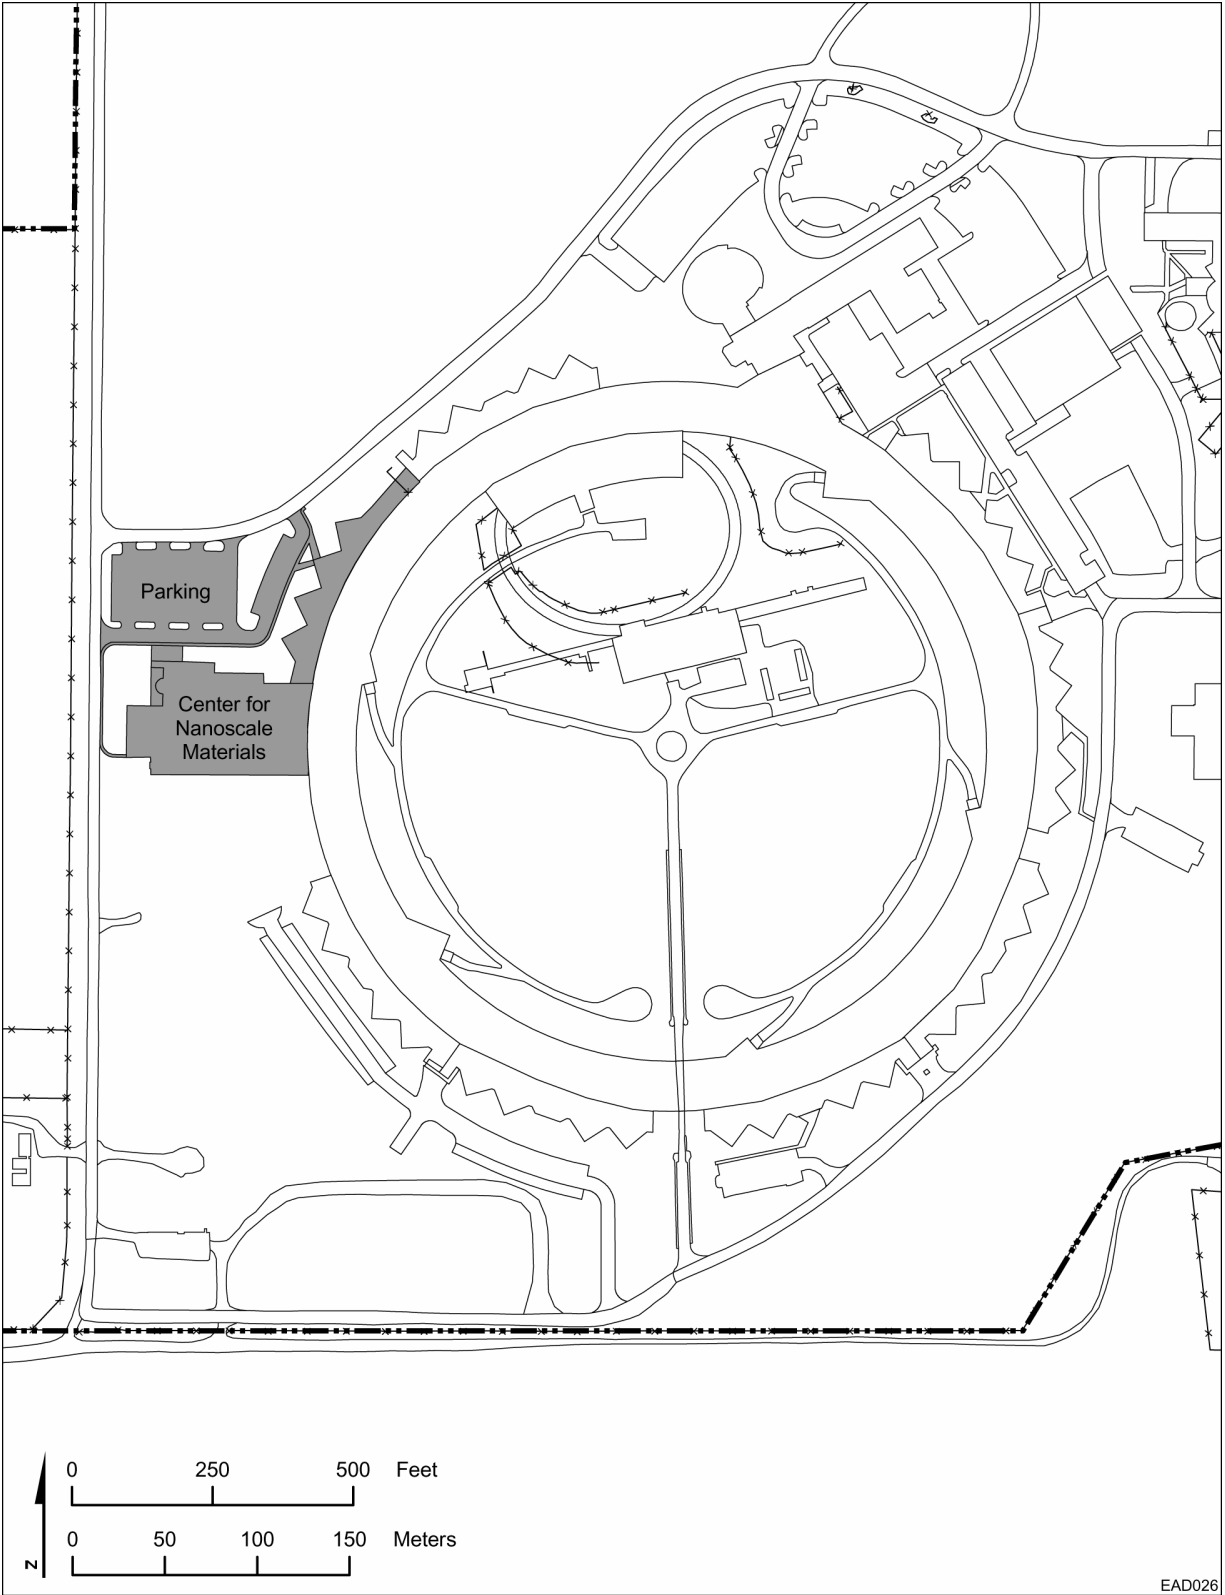 Parking
Center for
Nanoscale
Materials
0 250 500 Feet
0 50 100 150 Meters
N
EAD026